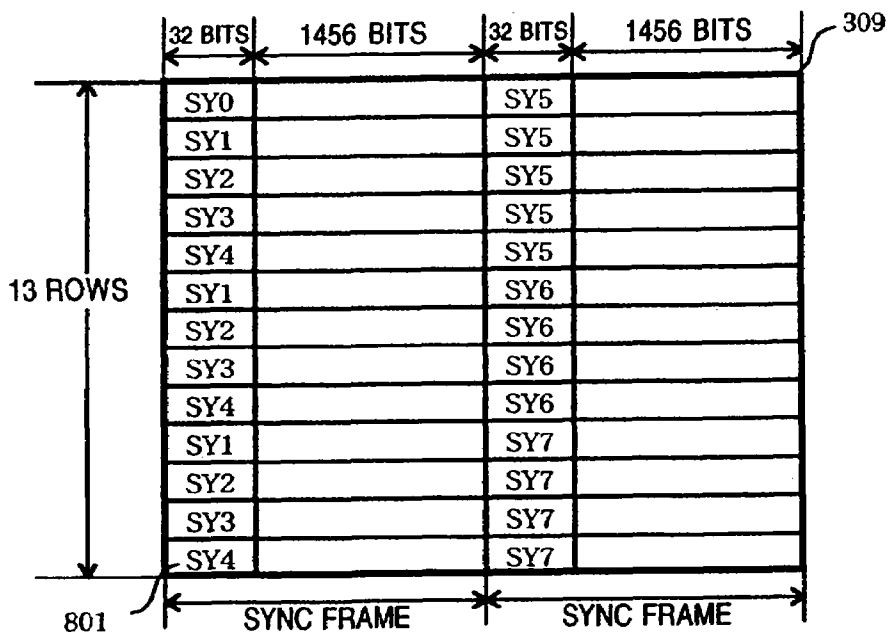 32 BITS 1456 BITS 32 BITS 1456 BITS 309
SY0 SY5
SY1 SY5
SY2 SY5
SY3 SY5
SY4 SY5
13 ROWS SY1 SY6
SY2 SY6
SY3 SY6
SY4 SY6
SY1 SY7
SY2 SY7
SY3 SY7
SY4 SY7
801 SYNC FRAME SYNC FRAME